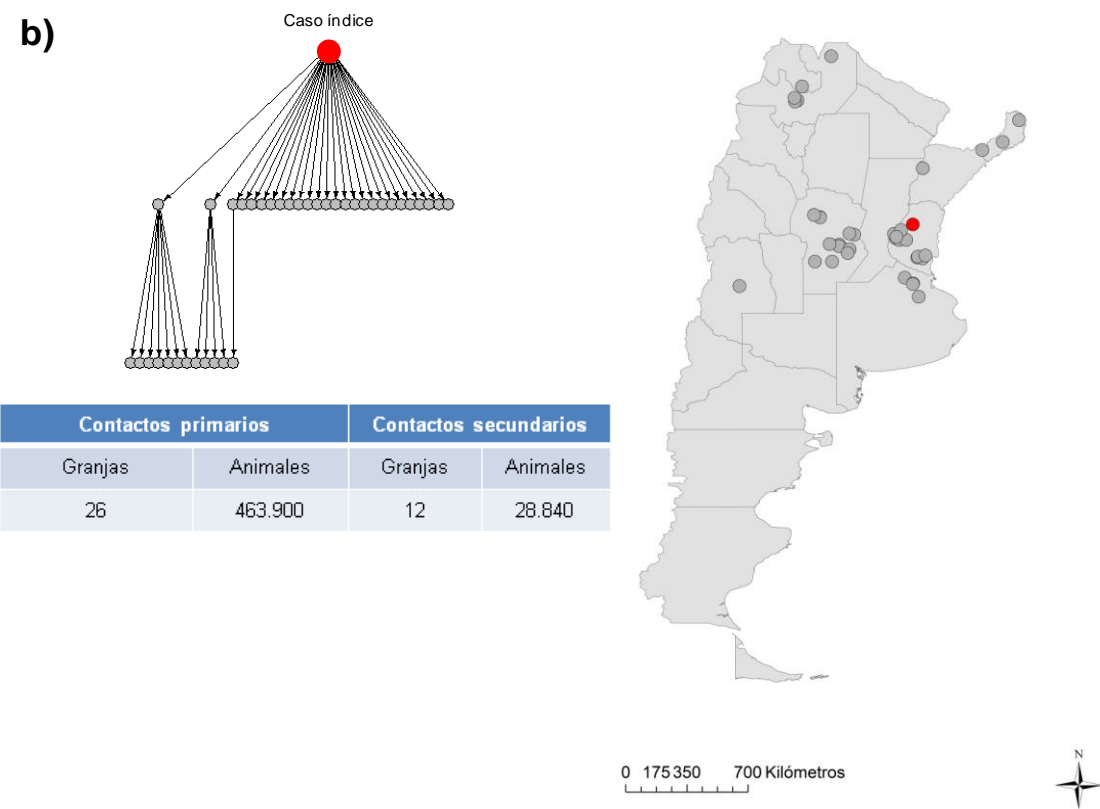 b)
Caso índice
Contactos primarios Contactos secundarios
Granjas Animales Granjas Animales
26 463.900 12 28.840
0 175 350 700 Kilómetros
N